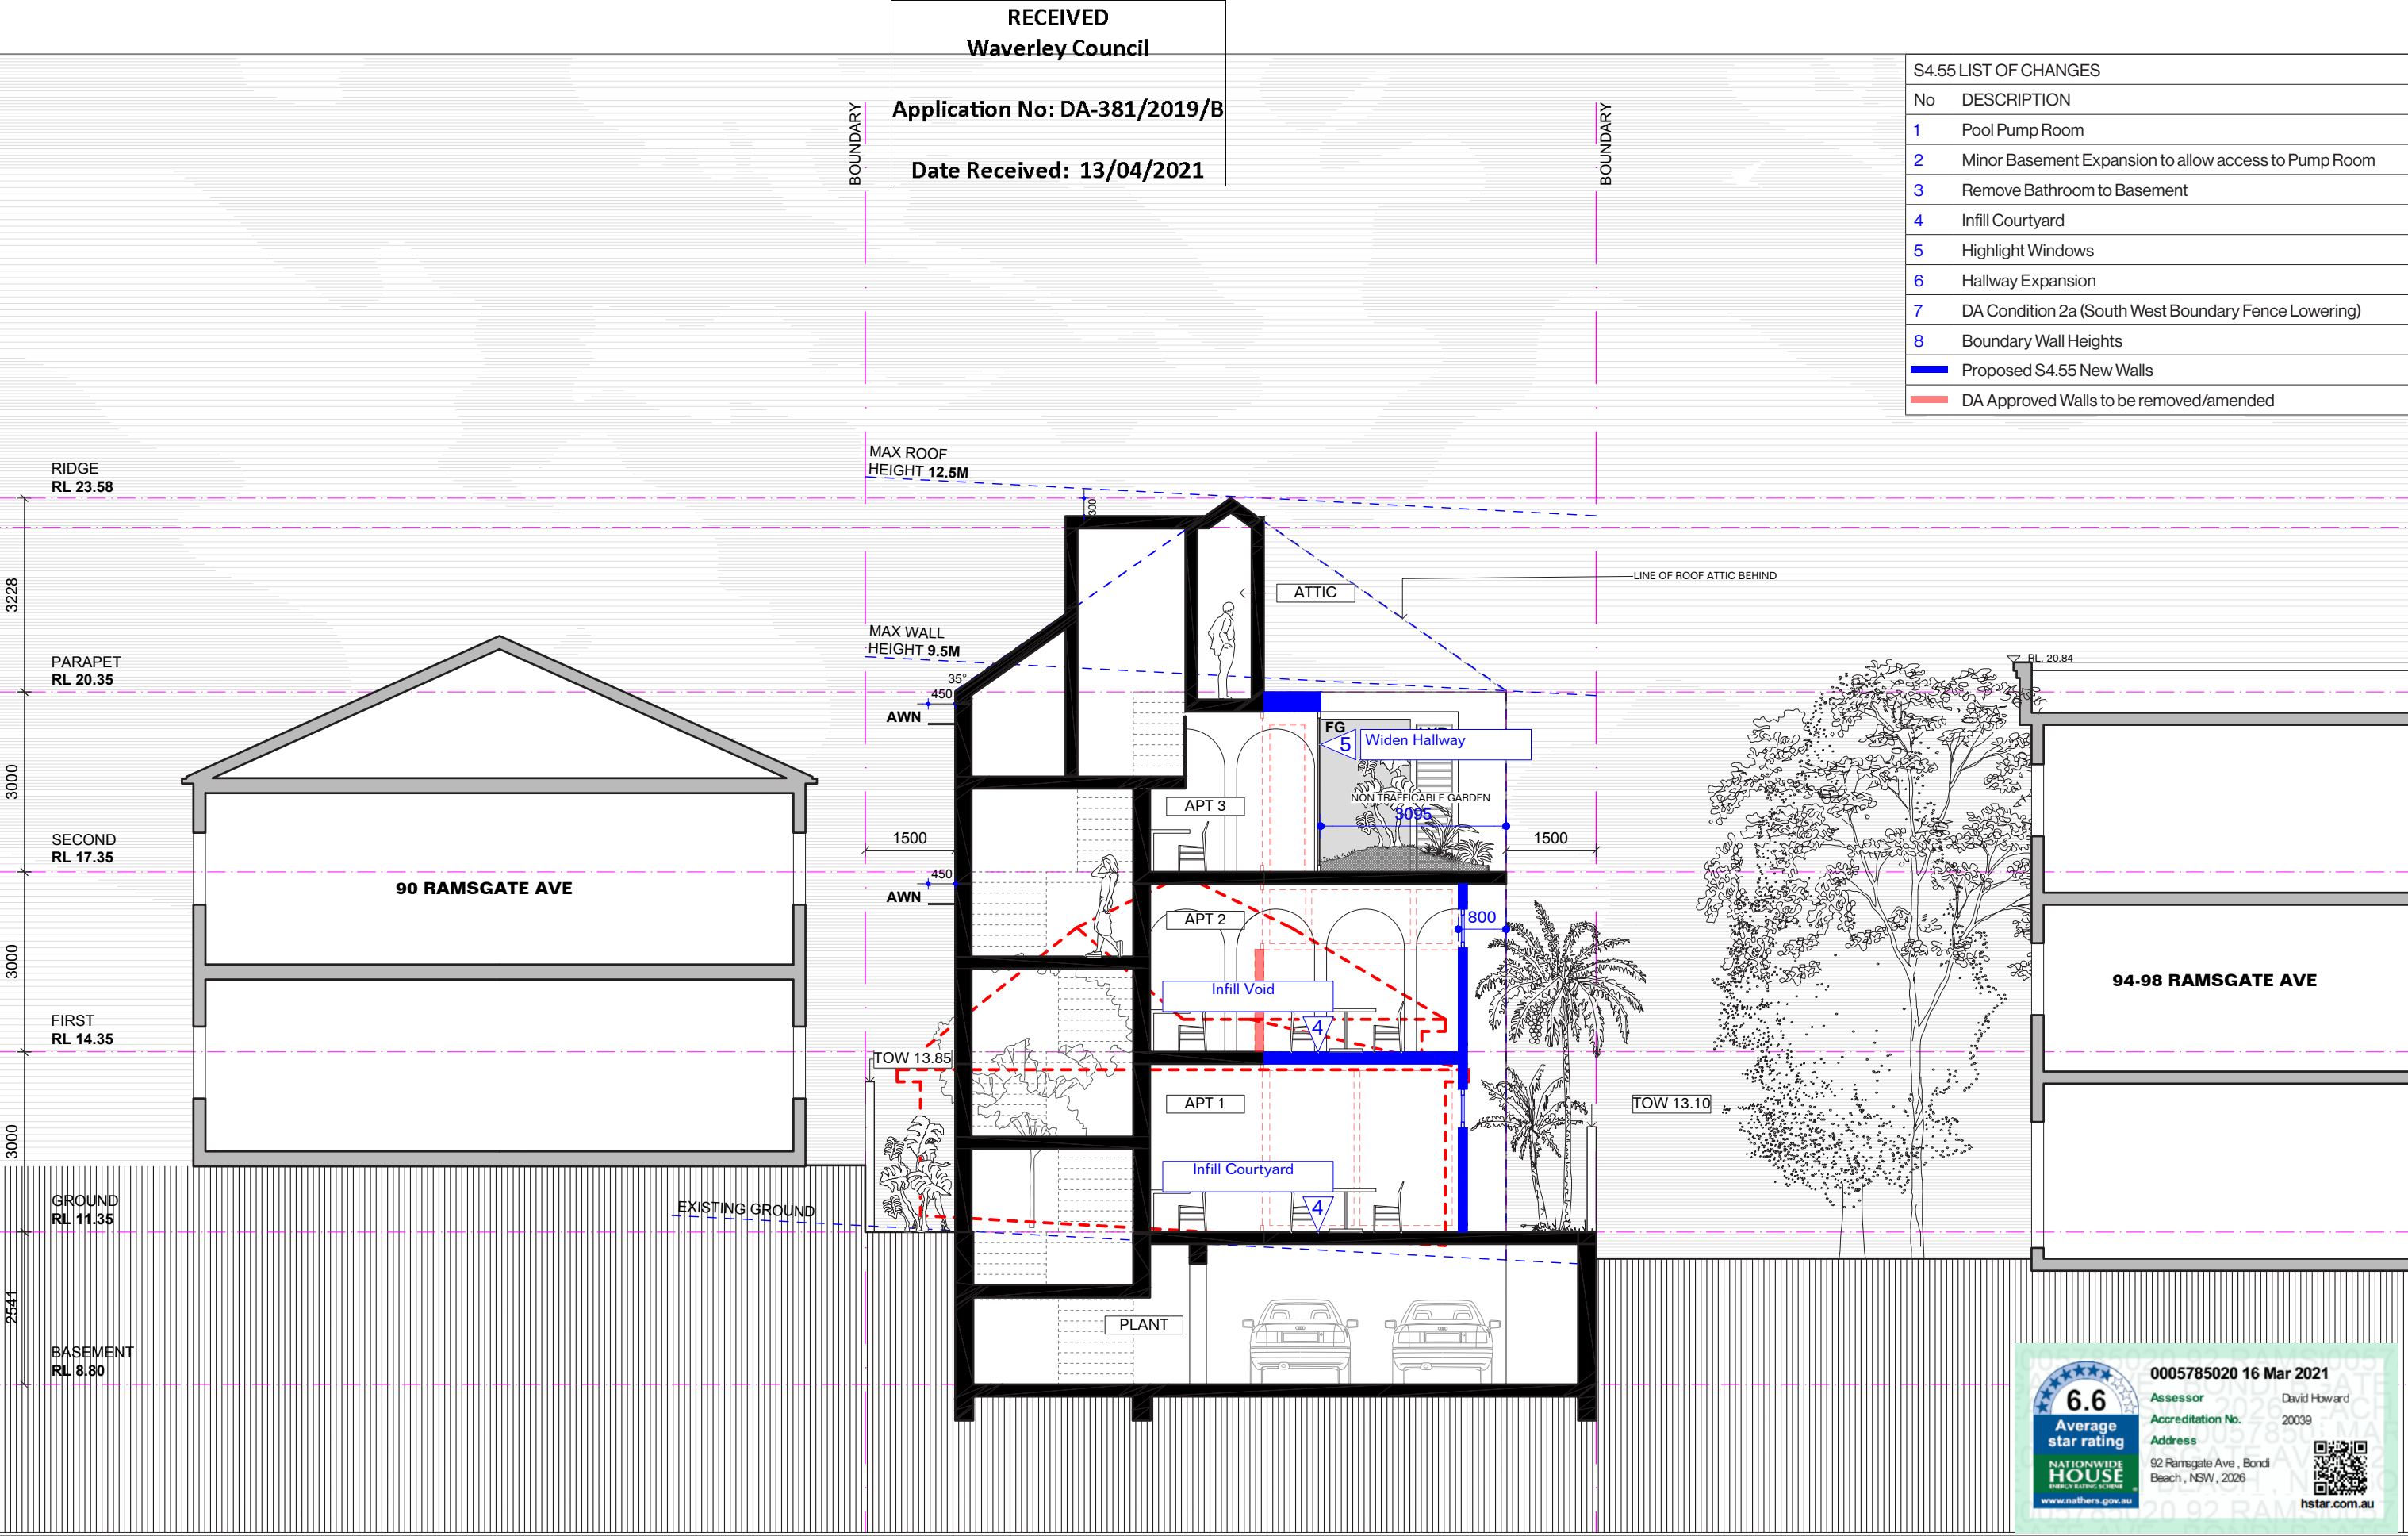 RECEIVED
Waverley Council
Application No: DA-381/2019/B
Date Received: 13/04/2021
S4.55 LIST OF CHANGES
No DESCRIPTION
1 Pool Pump Room
2 Minor Basement Expansion to allow access to Pump Room
3 Remove Bathroom to Basement
4 Infill Courtyard
5 Highlight Windows
6 Hallway Expansion
7 DA Condition 2a (South West Boundary Fence Lowering)
8 Boundary Wall Heights
Proposed S4.55 New Walls
DA Approved Walls to be removed/amended
BOUNDARY
BOUNDARY
MAX ROOF
HEIGHT 12.5M
RIDGE
RL 23.58
300
3228
ATTIC
LINE OF ROOF ATTIC BEHIND
MAX WALL
HEIGHT 9.5M
PARAPET
RL 20.35
35°
450
AWN
RL. 20.84
FG
5 Widen Hallway
3000
NON TRAFFICABLE GARDEN
3095
APT 3
SECOND
RL 17.35
1500
1500
90 RAMSGATE AVE
450
AWN
APT 2
800
3000
94-98 RAMSGATE AVE
Infill Void
4
FIRST
RL 14.35
TOW 13.85
APT 1
TOW 13.10
3000
Infill Courtyard
4
GROUND
RL 11.35
EXISTING GROUND
2541
PLANT
BASEMENT
RL 8.80
6.6
Average
star rating
NATIONWIDE
HOUSE
ENERGY RATING SCHEME
www.nathers.gov.au
0005785020 16 Mar 2021
Assessor David Howard
Accreditation No. 20039
Address
92 Ramsgate Ave , Bondi
Beach , NSW , 2026
hstar.com.au